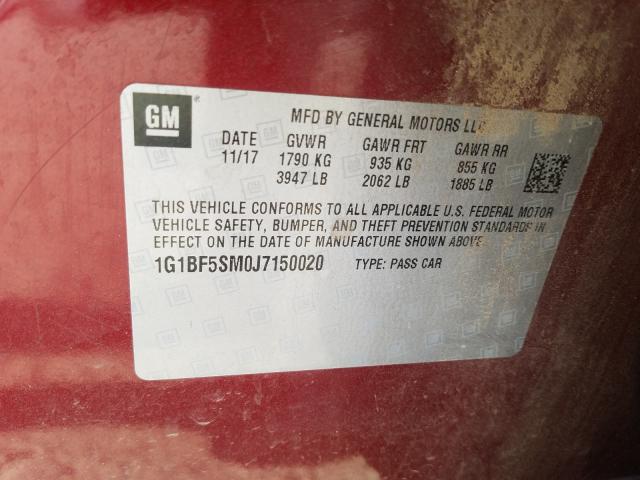 GM
MFD BY GENERAL MOTORS LLC
DATE GVWR GAWR FRT GAWR RR
11/17 1790 KG 935 KG 855 KG
3947 LB 2062 LB 1885 LB
THIS VEHICLE CONFORMS TO ALL APPLICABLE U.S. FEDERAL MOTOR
VEHICLE SAFETY, BUMPER, AND THEFT PREVENTION STANDARDS IN
EFFECT ON THE DATE OF MANUFACTURE SHOWN ABOVE.
1G1BF5SM0J7150020 TYPE: PASS CAR